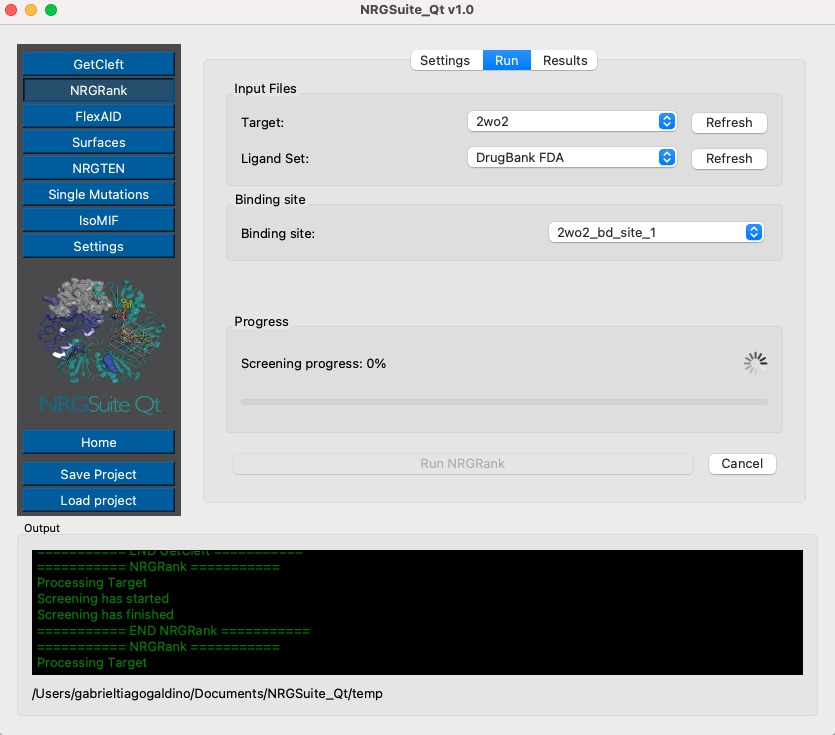 NRGSuite_Qt v1.0
GetCleft
NRGRank
FlexAID
Surfaces
NRGTEN
Single Mutations
IsoMIF
Settings
NRGSuite Qt
Home
Save Project
Load project
Settings Run Results
Input Files
Target: 2wo2 Refresh
Ligand Set: DrugBank FDA Refresh
Binding site
Binding site: 2wo2_bd_site_1
Progress
Screening progress: 0%
Run NRGRank Cancel
Output
=========== END GetCleft ===========
=========== NRGRank ===========
Processing Target
Screening has started
Screening has finished
=========== END NRGRank ===========
=========== NRGRank ===========
Processing Target
/Users/gabrieltiagogaldino/Documents/NRGSuite_Qt/temp